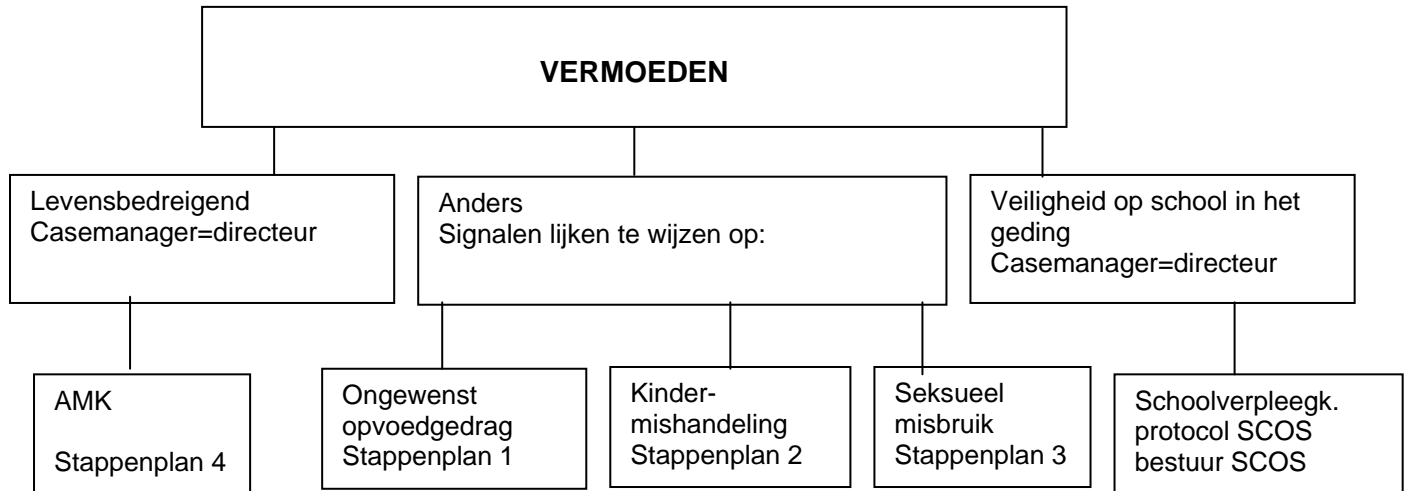 VERMOEDEN
Levensbedreigend
Casemanager=directeur
Anders
Signalen lijken te wijzen op:
Veiligheid op school in het
geding
Casemanager=directeur
AMK
Stappenplan 4
Ongewenst
opvoedgedrag
Stappenplan 1
Kinder-
mishandeling
Stappenplan 2
Seksueel
misbruik
Stappenplan 3
Schoolverpleegk.
protocol SCOS
bestuur SCOS